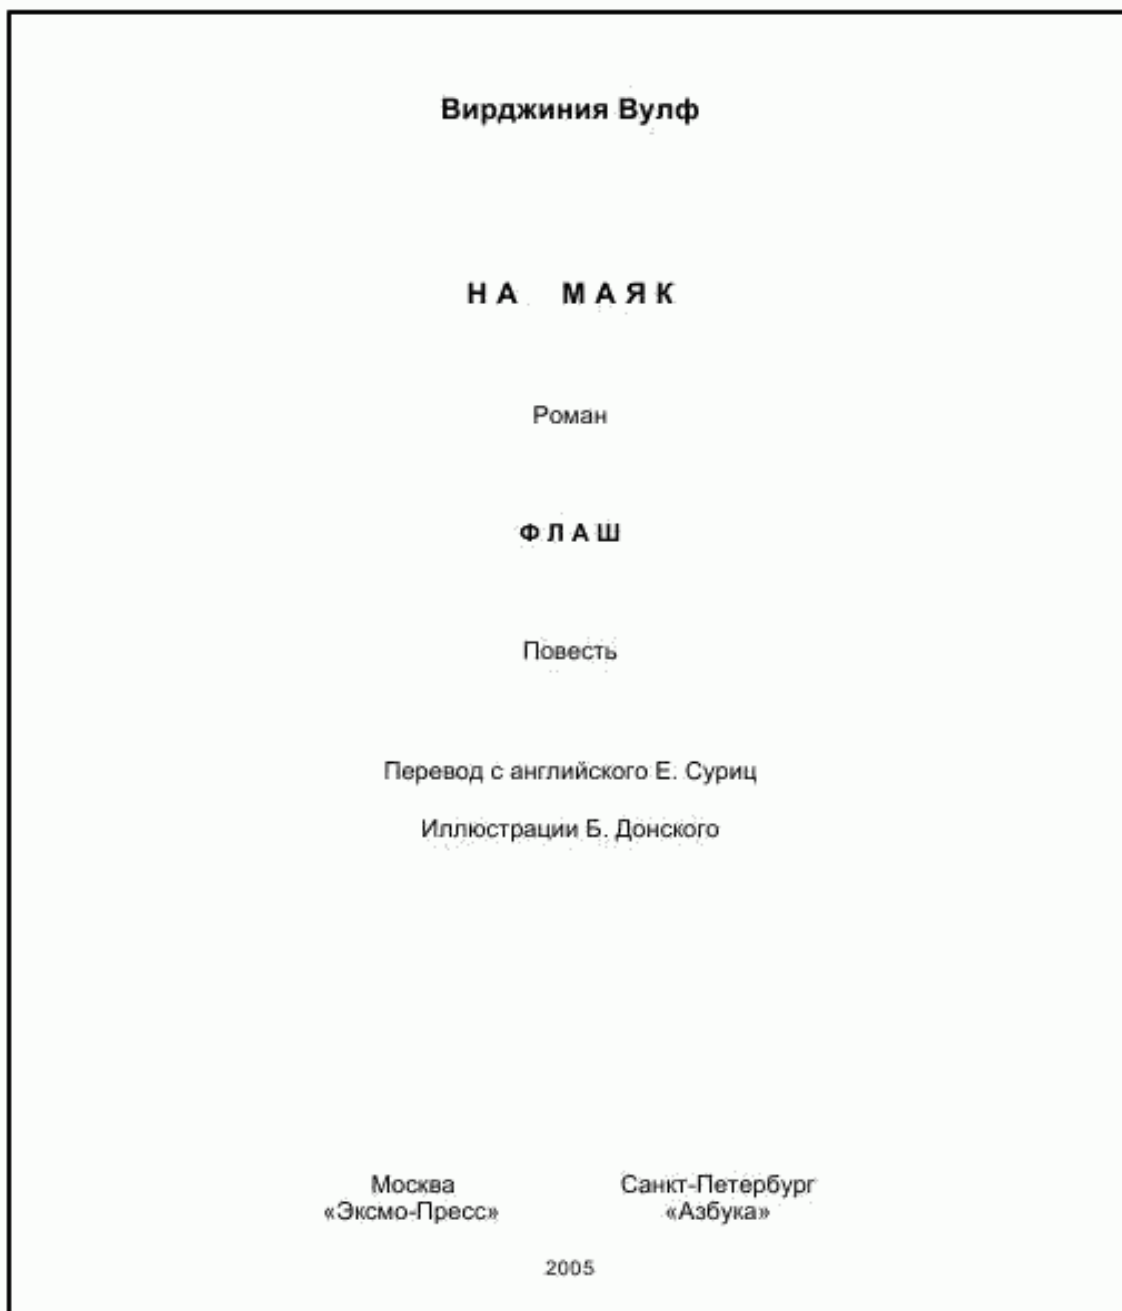 Вирджиния Вулф
НА МАЯК
Роман
ФЛАШ
Повесть
Перевод с английского Е. Суриц
Иллюстрации Б. Донского
Москва Санкт-Петербург
«Эксмо-Пресс» «Азбука»
2005